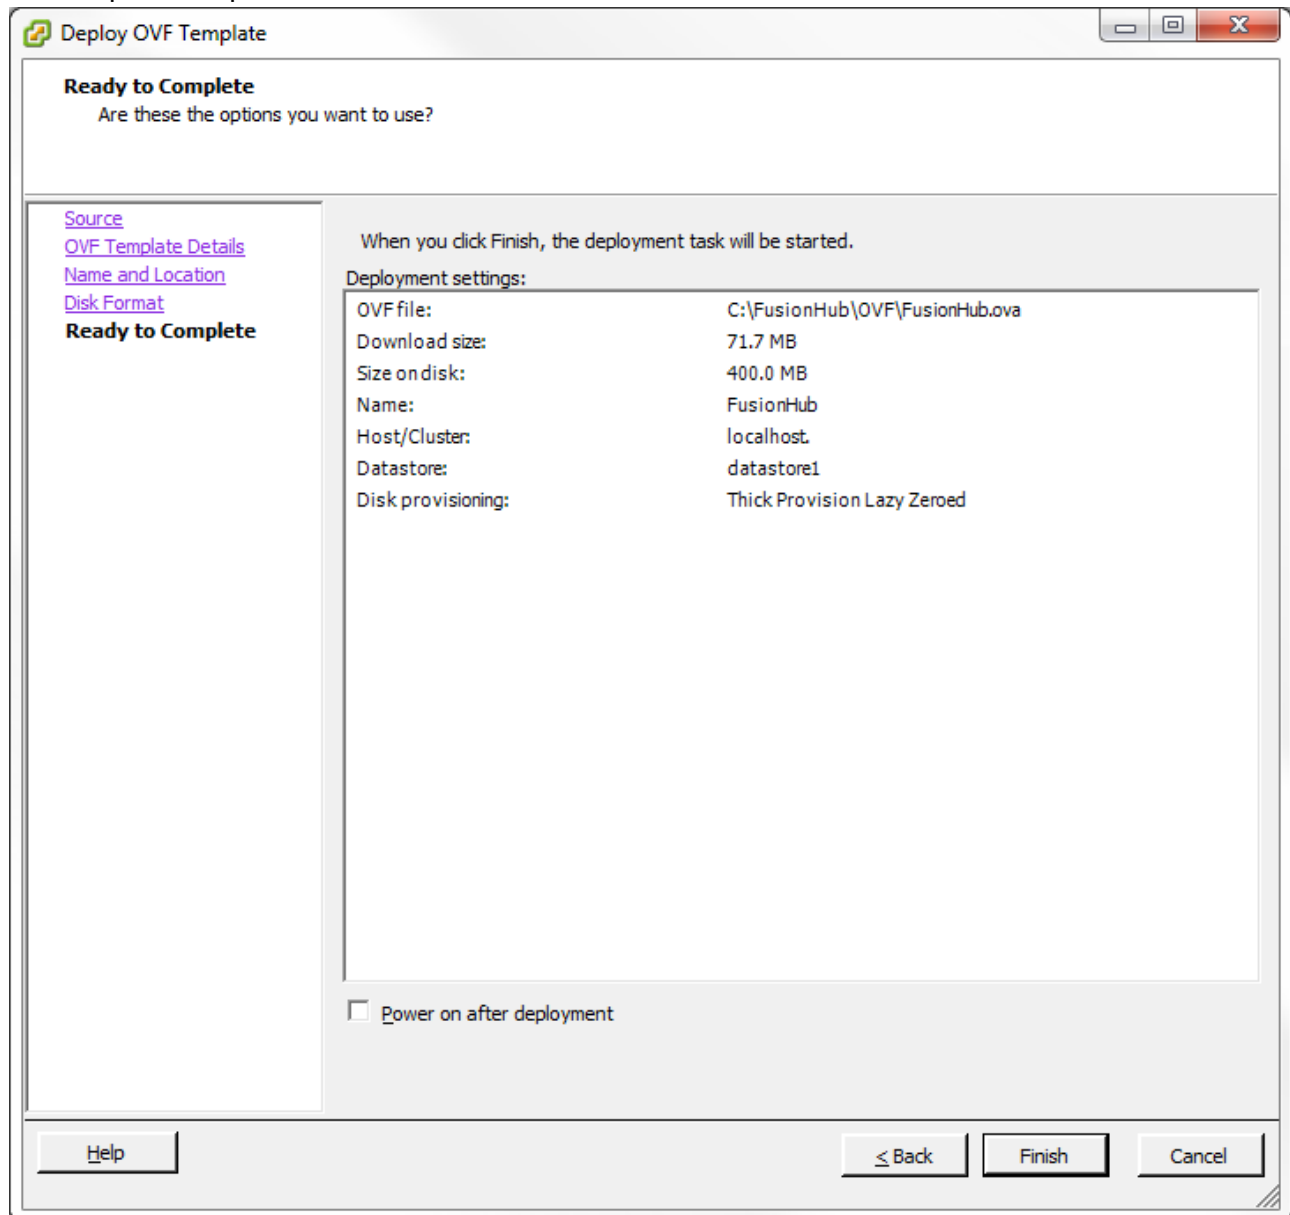 Deploy OVF Template
Ready to Complete
Are these the options you want to use?
Source
OVF Template Details
Name and Location
Disk Format
Ready to Complete
When you click Finish, the deployment task will be started.
Deployment settings:
OVF file: C:\FusionHub\OVF\FusionHub.ova
Download size: 71.7 MB
Size on disk: 400.0 MB
Name: FusionHub
Host/Cluster: localhost.
Datastore: datastore1
Disk provisioning: Thick Provision Lazy Zeroed
Power on after deployment
Help
≤ Back
Finish
Cancel